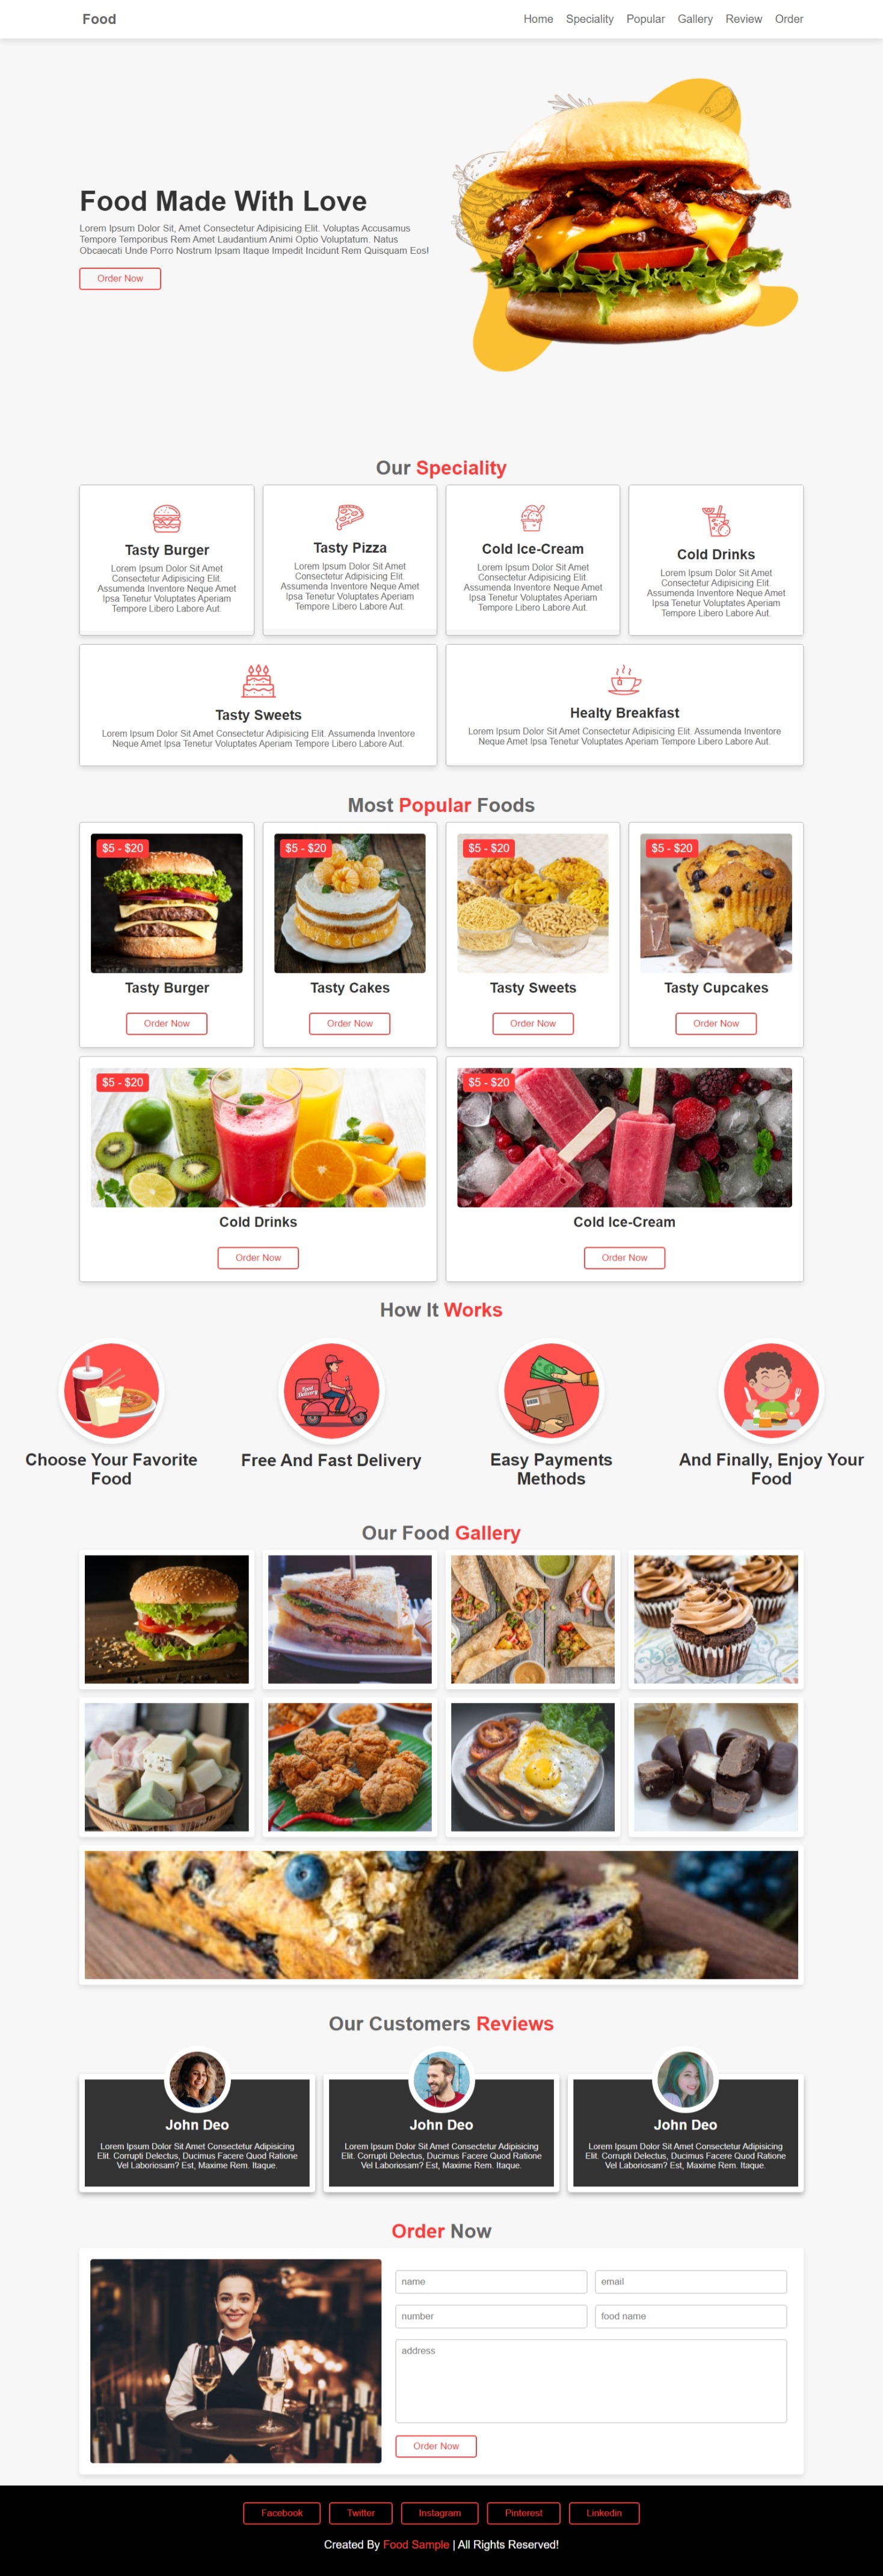 Food
Home Speciality Popular Gallery Review Order
Food Made With Love
Lorem Ipsum Dolor Sit, Amet Consectetur Adipisicing Elit. Voluptas Accusamus
Tempore Temporibus Rem Amet Laudantium Animi Optio Voluptatum. Natus
Obcaecati Unde Porro Nostrum Ipsam Itaque Impedit Incidunt Rem Quisquam Eos!
Order Now
Our Speciality
Tasty Burger
Lorem Ipsum Dolor Sit Amet
Consectetur Adipisicing Elit.
Assumenda Inventore Neque Amet
Ipsa Tenetur Voluptates Aperiam
Tempore Libero Labore Aut.
Tasty Pizza
Lorem Ipsum Dolor Sit Amet
Consectetur Adipisicing Elit.
Assumenda Inventore Neque Amet
Ipsa Tenetur Voluptates Aperiam
Tempore Libero Labore Aut.
Cold Ice-Cream
Lorem Ipsum Dolor Sit Amet
Consectetur Adipisicing Elit.
Assumenda Inventore Neque Amet
Ipsa Tenetur Voluptates Aperiam
Tempore Libero Labore Aut.
Cold Drinks
Lorem Ipsum Dolor Sit Amet
Consectetur Adipisicing Elit.
Assumenda Inventore Neque Amet
Ipsa Tenetur Voluptates Aperiam
Tempore Libero Labore Aut.
Tasty Sweets
Lorem Ipsum Dolor Sit Amet Consectetur Adipisicing Elit. Assumenda Inventore
Neque Amet Ipsa Tenetur Voluptates Aperiam Tempore Libero Labore Aut.
Healty Breakfast
Lorem Ipsum Dolor Sit Amet Consectetur Adipisicing Elit. Assumenda Inventore
Neque Amet Ipsa Tenetur Voluptates Aperiam Tempore Libero Labore Aut.
Most Popular Foods
$5 - $20
Tasty Burger
Order Now
$5 - $20
Tasty Cakes
Order Now
$5 - $20
Tasty Sweets
Order Now
$5 - $20
Tasty Cupcakes
Order Now
$5 - $20
Cold Drinks
Order Now
$5 - $20
Cold Ice-Cream
Order Now
How It Works
Choose Your Favorite
Food
Food
Delivery
Free And Fast Delivery
Easy Payments
Methods
And Finally, Enjoy Your
Food
Our Food Gallery
Our Customers Reviews
John Deo
Lorem Ipsum Dolor Sit Amet Consectetur Adipisicing
Elit. Corrupti Delectus, Ducimus Facere Quod Ratione
Vel Laboriosam? Est, Maxime Rem. Itaque.
John Deo
Lorem Ipsum Dolor Sit Amet Consectetur Adipisicing
Elit. Corrupti Delectus, Ducimus Facere Quod Ratione
Vel Laboriosam? Est, Maxime Rem. Itaque.
John Deo
Lorem Ipsum Dolor Sit Amet Consectetur Adipisicing
Elit. Corrupti Delectus, Ducimus Facere Quod Ratione
Vel Laboriosam? Est, Maxime Rem. Itaque.
Order Now
name
email
number
food name
address
Order Now
Facebook Twitter Instagram Pinterest Linkedin
Created By Food Sample | All Rights Reserved!